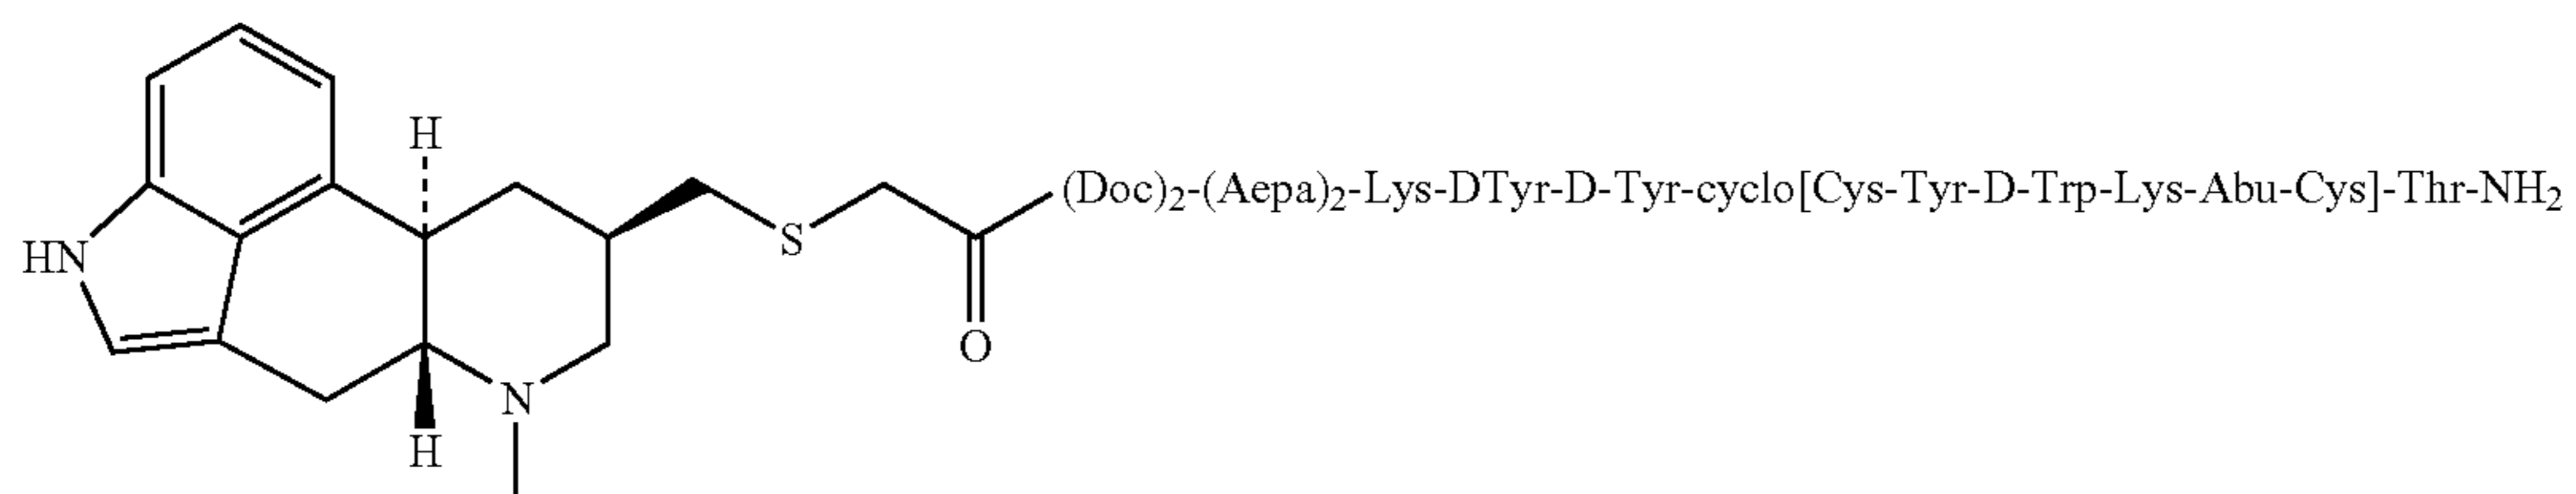 H
(Doc)2-(Aepa)2-Lys-DTyr-D-Tyr-cyclo[Cys-Tyr-D-Trp-Lys-Abu-Cys]-Thr-NH2
S
HN
O
N
H